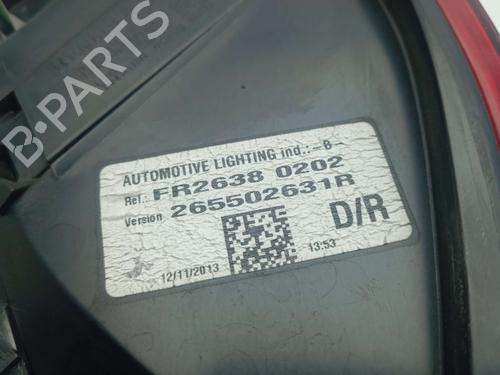 B-PARTS
AUTOMOTIVE LIGHTING ind.:-B-
Ref.: FR2638 0202
Version 265502631R
D/R
12/11/2013 13:53